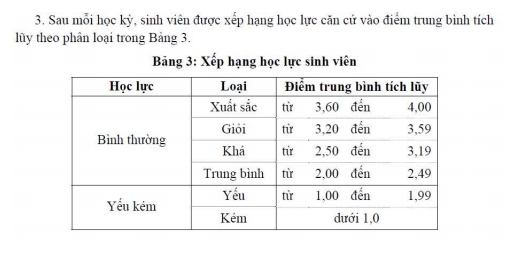 3. Sau mỗi học kỳ, sinh viên được xếp hạng học lực căn cứ vào điểm trung bình tích
lũy theo phân loại trong Bảng 3.
Bảng 3: Xếp hạng học lực sinh viên
Học lực Loại Điểm trung bình tích lũy
Bình thường
Xuất sắc từ 3,60 đến 4,00
Giỏi từ 3,20 đến 3,59
Khá từ 2,50 đến 3,19
Trung bình từ 2,00 đến 2,49
Yếu kém
Yếu từ 1,00 đến 1,99
Kém dưới 1,0